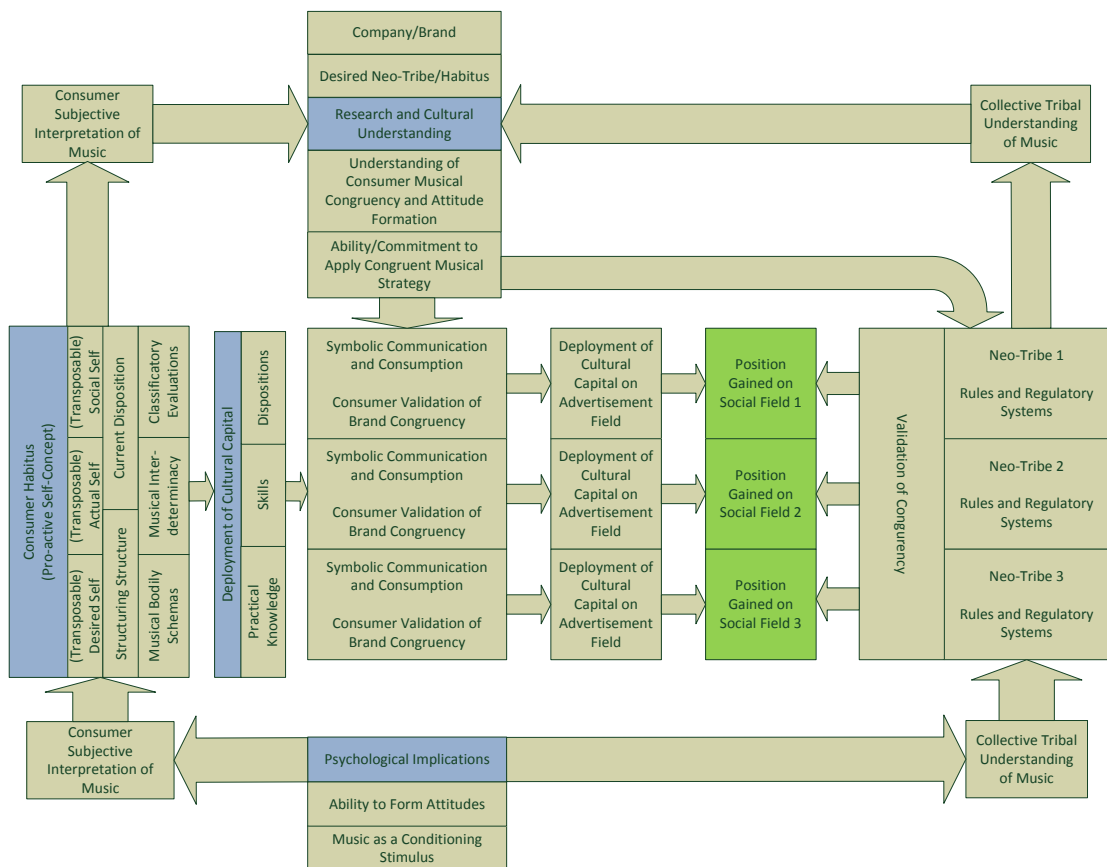 Company/Brand
Desired Neo-Tribe/Habitus
Research and Cultural
Understanding
Understanding of
Consumer Musical
Congruency and Attitude
Formation
Ability/Commitment to
Apply Congruent Musical
Strategy
Consumer
Subjective
Interpretation of
Music
Collective Tribal
Understanding
of Music
Consumer Habitus
(Pro-active Self-Concept)
(Transposable)
Social Self
(Transposable)
Actual Self
(Transposable)
Desired Self
Current Disposition
Structuring Structure
Classificatory
Evaluations
Musical Inter-
determinacy
Musical Bodily
Schemas
Deployment of Cultural Capital
Dispositions
Skills
Practical
Knowledge
Symbolic Communication
and Consumption
Consumer Validation of
Brand Congruency
Symbolic Communication
and Consumption
Consumer Validation of
Brand Congruency
Symbolic Communication
and Consumption
Consumer Validation of
Brand Congruency
Deployment of
Cultural
Capital on
Advertisement
Field
Deployment of
Cultural
Capital on
Advertisement
Field
Deployment of
Cultural
Capital on
Advertisement
Field
Position
Gained on
Social Field 1
Position
Gained on
Social Field 2
Position
Gained on
Social Field 3
Validation of Congurency
Neo-Tribe 1
Rules and Regulatory
Systems
Neo-Tribe 2
Rules and Regulatory
Systems
Neo-Tribe 3
Rules and Regulatory
Systems
Consumer
Subjective
Interpretation of
Music
Psychological Implications
Ability to Form Attitudes
Music as a Conditioning
Stimulus
Collective Tribal
Understanding
of Music